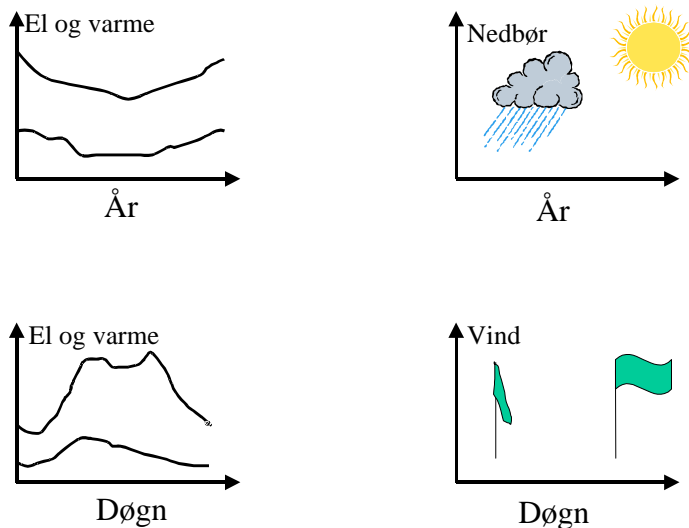 El og varme
År
Nedbør
År
El og varme
Døgn
Vind
Døgn